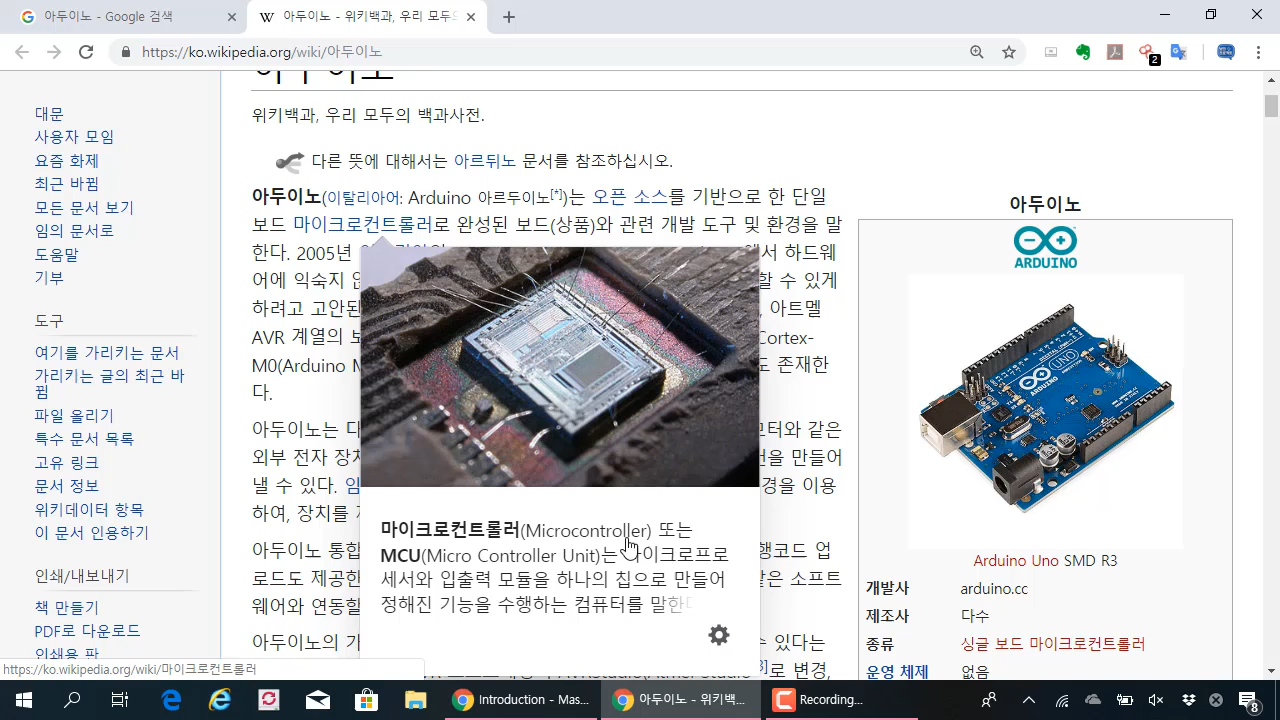 아두이노 - Google 검색
아두이노 - 위키백과, 우리 모두의
https://ko.wikipedia.org/wiki/아두이노
2
아두이노
대문
사용자 모임
요즘 화제
최근 바뀜
모든 문서 보기
임의 문서로
도움말
기부
도구
여기를 가리키는 문서
가리키는 글의 최근 바
뀜
파일 올리기
특수 문서 목록
고유 링크
문서 정보
위키데이터 항목
이 문서 인용하기
인쇄/내보내기
책 만들기
PDF로 다운로드
인쇄용 판
위키백과, 우리 모두의 백과사전.
다른 뜻에 대해서는 아르뒤노 문서를 참조하십시오.
아두이노(이탈리아어: Arduino 아르두이노[*])는 오픈 소스를 기반으로 한 단일
보드 마이크로컨트롤러로 완성된 보드(상품)와 관련 개발 도구 및 환경을 말
한다. 2005년 에서 하드웨
어에 익숙지 할 수 있게
하려고 고안된 , 아트멜
AVR 계열의 Cortex-
M0(Arduino 도 존재한
다.
아두이노는 모터와 같은
외부 전자 을 만들어
낼 수 있다. 경을 이용
하여, 장치를
아두이노 통합 행코드 업
로드도 제공한 같은 소프트
웨어와 연동할
아두이노의 수 있다는
[3]로 변경,
마이크로컨트롤러(Microcontroller) 또는
MCU(Micro Controller Unit)는 마이크로프로
세서와 입출력 모듈을 하나의 칩으로 만들어
정해진 기능을 수행하는 컴퓨터를 말한다
아두이노
ARDUINO
UNO
Arduino Uno SMD R3
개발사 arduino.cc
제조사 다수
종류 싱글 보드 마이크로컨트롤러
운영 체제 없음
https://ko.wikipedia.org/wiki/마이크로컨트롤러
Introduction - Mas...
아두이노 - 위키백...
Recording...
8